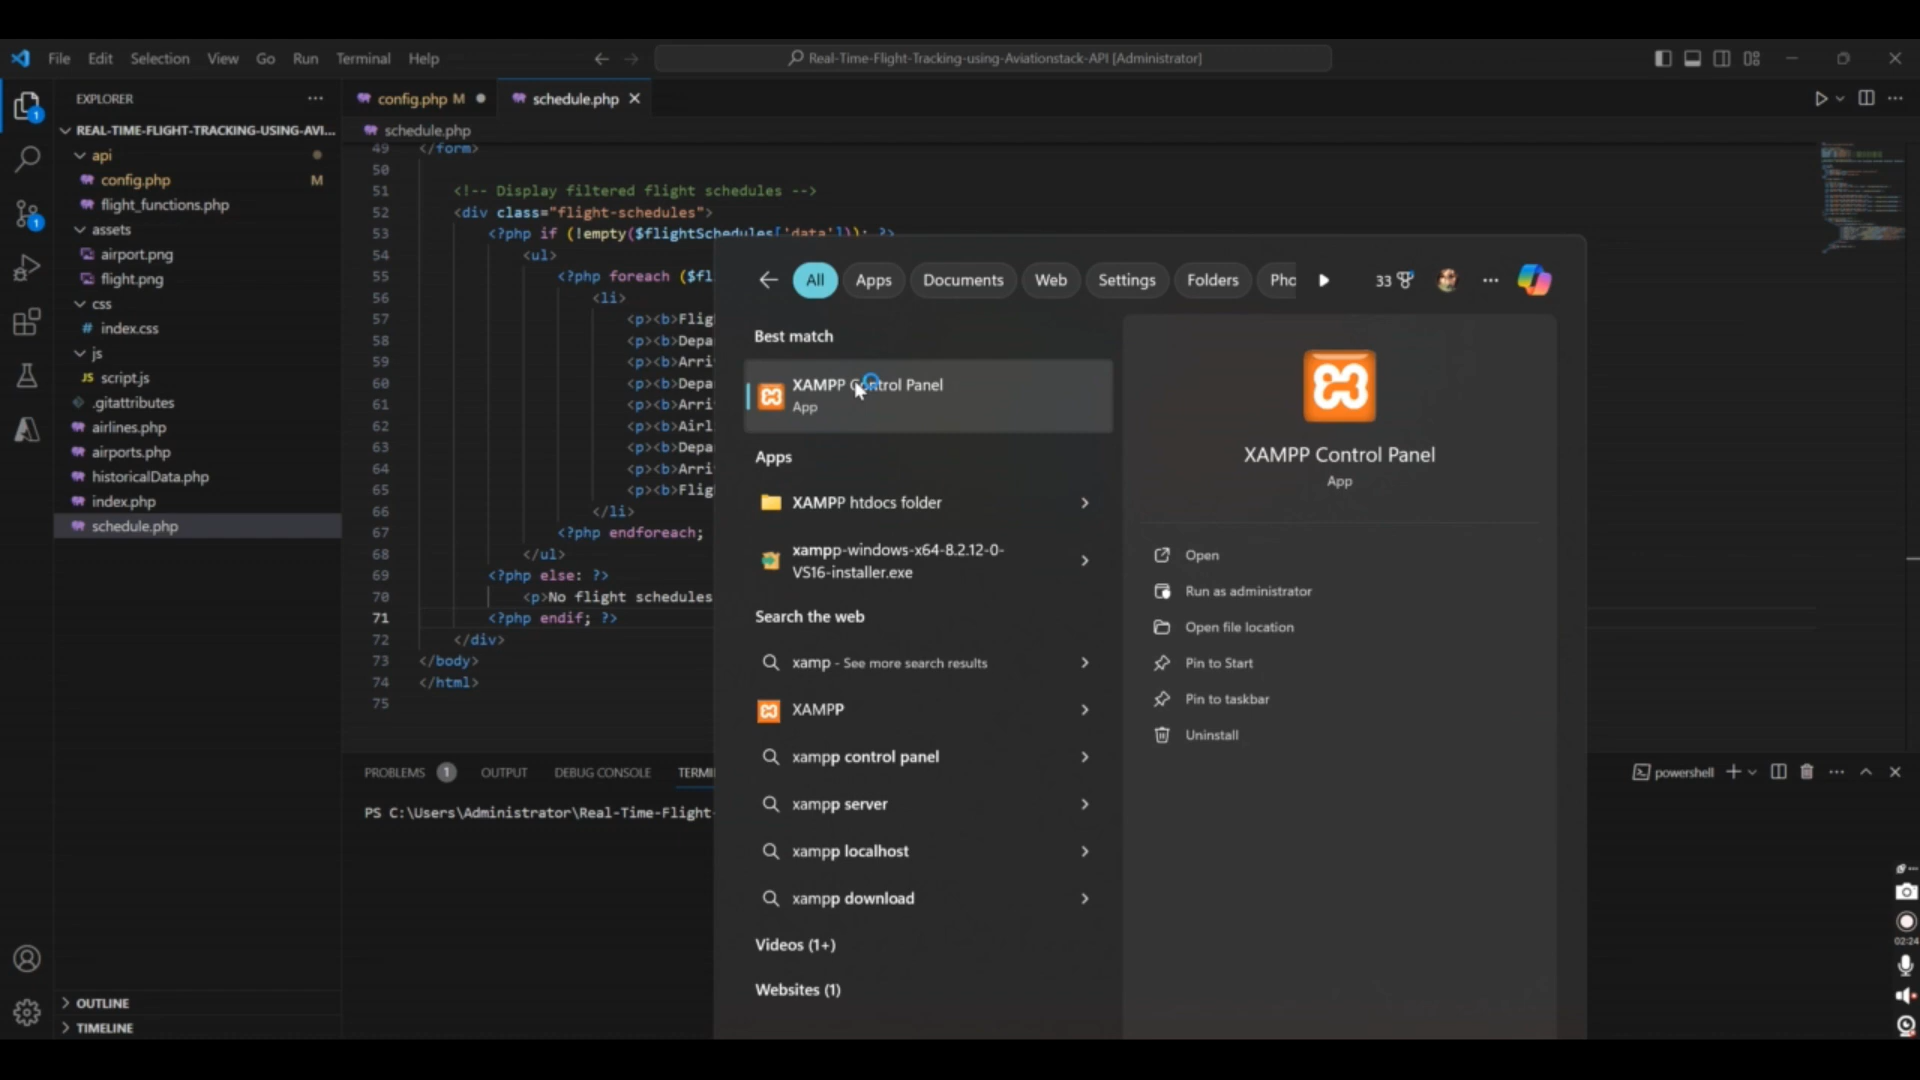 File Edit Selection View Go Run Terminal Help
Real-Time-Flight-Tracking-using-Aviationstack-API [Administrator]
EXPLORER
REAL-TIME-FLIGHT-TRACKING-USING-AVI...
api
config.php M
flight_functions.php
assets
airport.png
flight.png
css
# index.css
js
JS script.js
.gitattributes
airlines.php
airports.php
historicalData.php
index.php
schedule.php
OUTLINE
TIMELINE
1
1
config.php M
schedule.php
schedule.php
49 </form>
50
51 <!-- Display filtered flight schedules -->
52 <div class="flight-schedules">
53 <?php if (!empty($flightSchedules['data'])): ?>
54 <ul>
55 <?php foreach ($fl
56 <li>
57 <p><b>Flig
58 <p><b>Depa
59 <p><b>Arri
60 <p><b>Depa
61 <p><b>Arri
62 <p><b>Airl
63 <p><b>Depa
64 <p><b>Arri
65 <p><b>Flig
66 </li>
67 <?php endforeach;
68 </ul>
69 <?php else: ?>
70 <p>No flight schedules
71 <?php endif; ?>
72 </div>
73 </body>
74 </html>
75
PROBLEMS 1 OUTPUT DEBUG CONSOLE TERMI
powershell
PS C:\Users\Administrator\Real-Time-Flight-
All Apps Documents Web Settings Folders Pho
33
Best match
XAMPP Control Panel
App
Apps
XAMPP htdocs folder
xampp-windows-x64-8.2.12-0-
VS16-installer.exe
Search the web
xamp - See more search results
XAMPP
xampp control panel
xampp server
xampp localhost
xampp download
Videos (1+)
Websites (1)
XAMPP Control Panel
App
Open
Run as administrator
Open file location
Pin to Start
Pin to taskbar
Uninstall
02:24